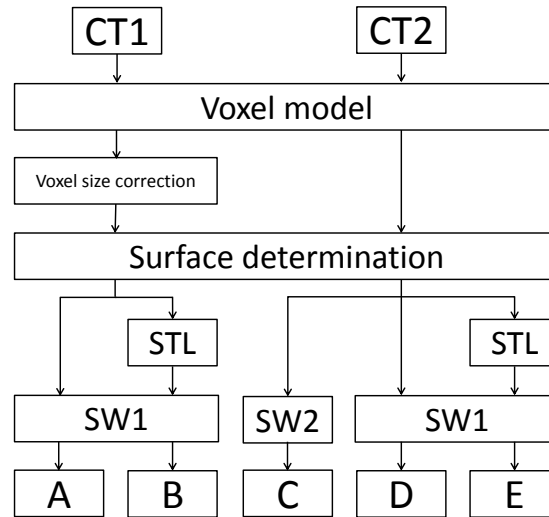 CT1
CT2
Voxel model
Voxel size correction
Surface determination
STL
STL
SW1
SW2
SW1
A
B
C
D
E